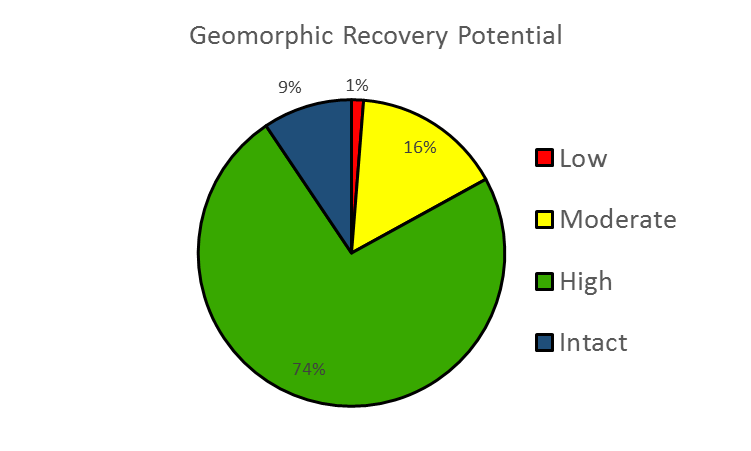 Geomorphic Recovery Potential
9%
1%
16%
74%
Low
Moderate
High
Intact